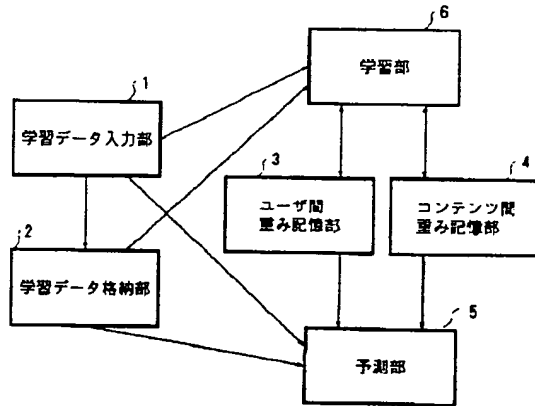 6
学習部
1
学習データ入力部
3
ユーザ間
重み記憶部
4
コンテンツ間
重み記憶部
2
学習データ格納部
5
予測部